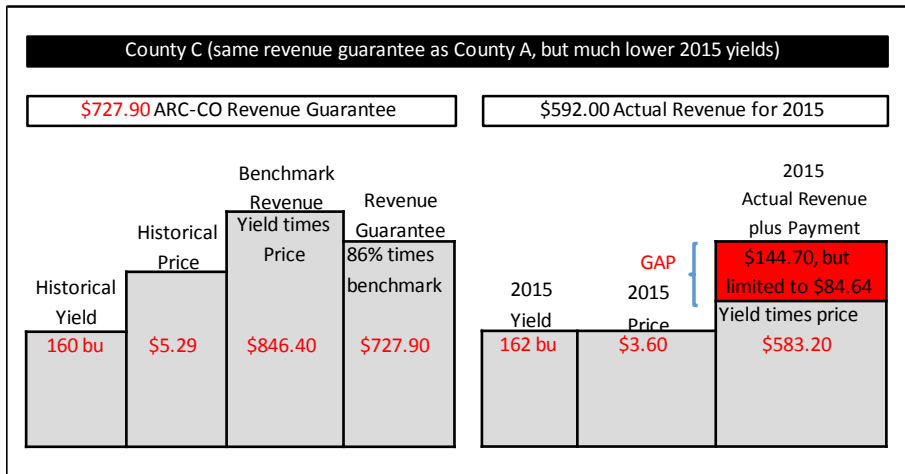 County C (same revenue guarantee as County A, but much lower 2015 yields)
$727.90 ARC-CO Revenue Guarantee
$592.00 Actual Revenue for 2015
Historical
Yield
160 bu
Historical
Price
$5.29
Benchmark
Revenue
Yield times
Price
$846.40
Revenue
Guarantee
86% times
benchmark
$727.90
2015
Yield
162 bu
GAP
2015
Price
$3.60
2015
Actual Revenue
plus Payment
$144.70, but
limited to $84.64
Yield times price
$583.20